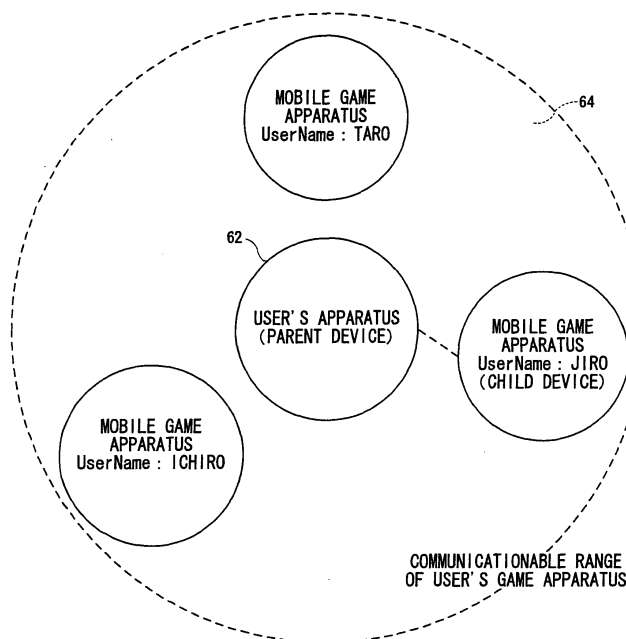 MOBILE GAME
APPARATUS
UserName : TARO
64
62
USER'S APPARATUS
(PARENT DEVICE)
MOBILE GAME
APPARATUS
UserName : JIRO
(CHILD DEVICE)
MOBILE GAME
APPARATUS
UserName : ICHIRO
COMMUNICATIONABLE RANGE
OF USER'S GAME APPARATUS